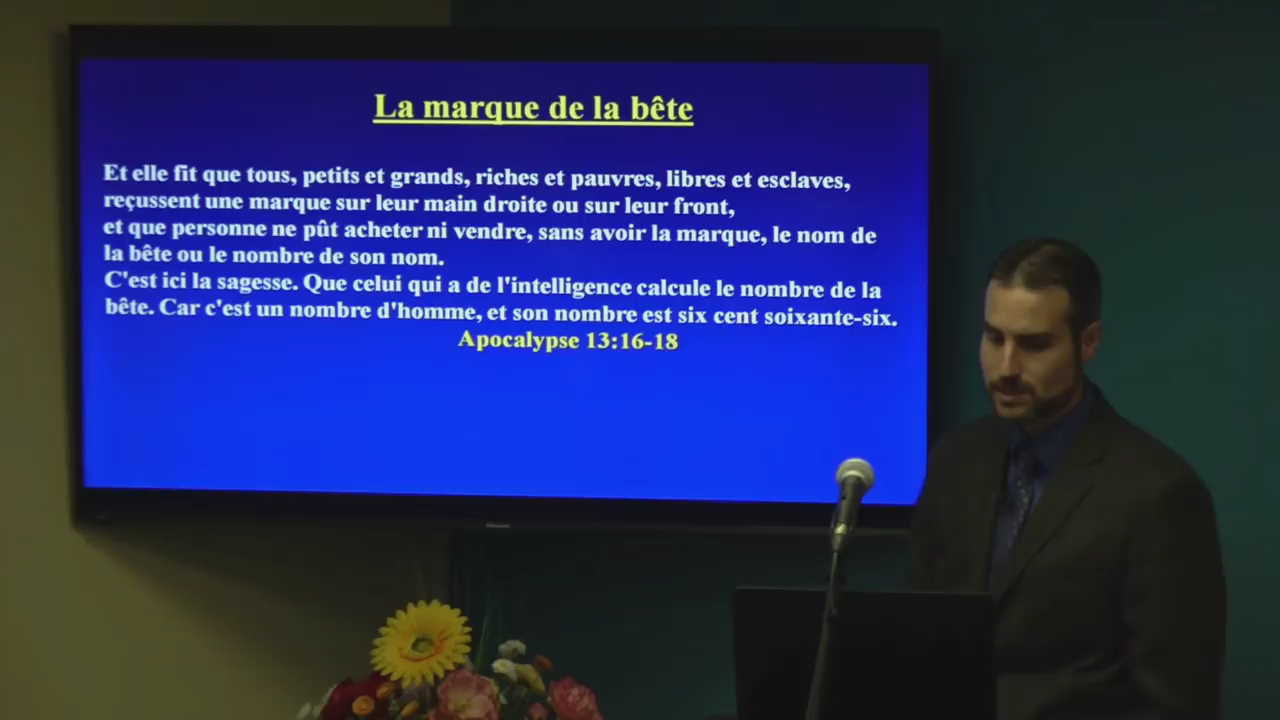 La marque de la bête
Et elle fit que tous, petits et grands, riches et pauvres, libres et esclaves,
reçussent une marque sur leur main droite ou sur leur front,
et que personne ne pût acheter ni vendre, sans avoir la marque, le nom de
la bête ou le nombre de son nom.
C'est ici la sagesse. Que celui qui a de l'intelligence calcule le nombre de la
bête. Car c'est un nombre d'homme, et son nombre est six cent soixante-six.
Apocalypse 13:16-18